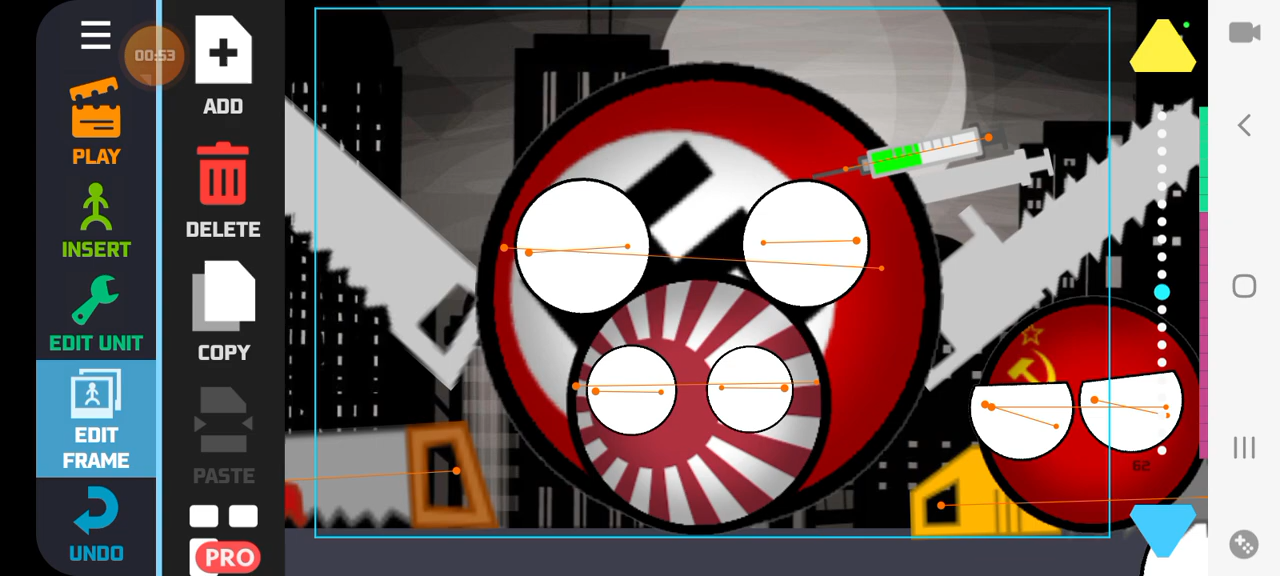 00:53
PLAY
INSERT
EDIT UNIT
EDIT
FRAME
UNDO
ADD
DELETE
COPY
PASTE
PRO
62